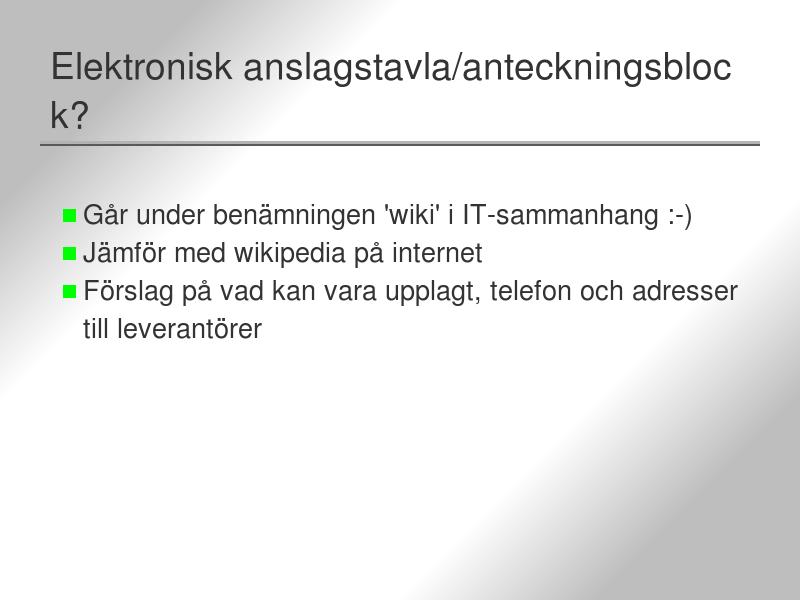 Elektronisk anslagstavla/anteckningsbloc
k?
Går under benämningen 'wiki' i IT-sammanhang :-)
Jämför med wikipedia på internet
Förslag på vad kan vara upplagt, telefon och adresser
till leverantörer